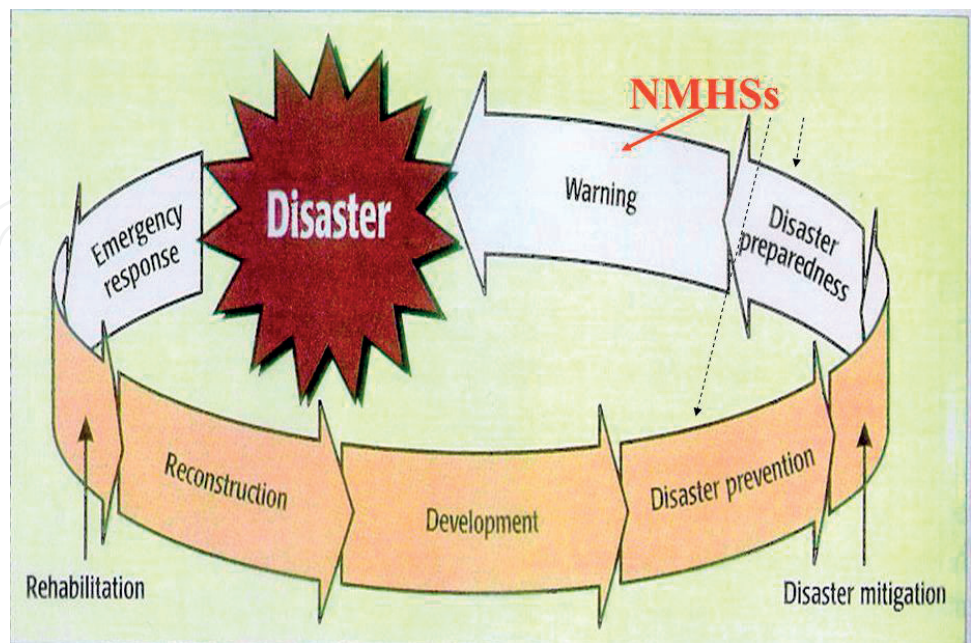 NMHSs
Warning
Disaster
Disaster
preparedness
Emergency
response
Reconstruction
Development
Disaster prevention
Rehabilitation
Disaster mitigation